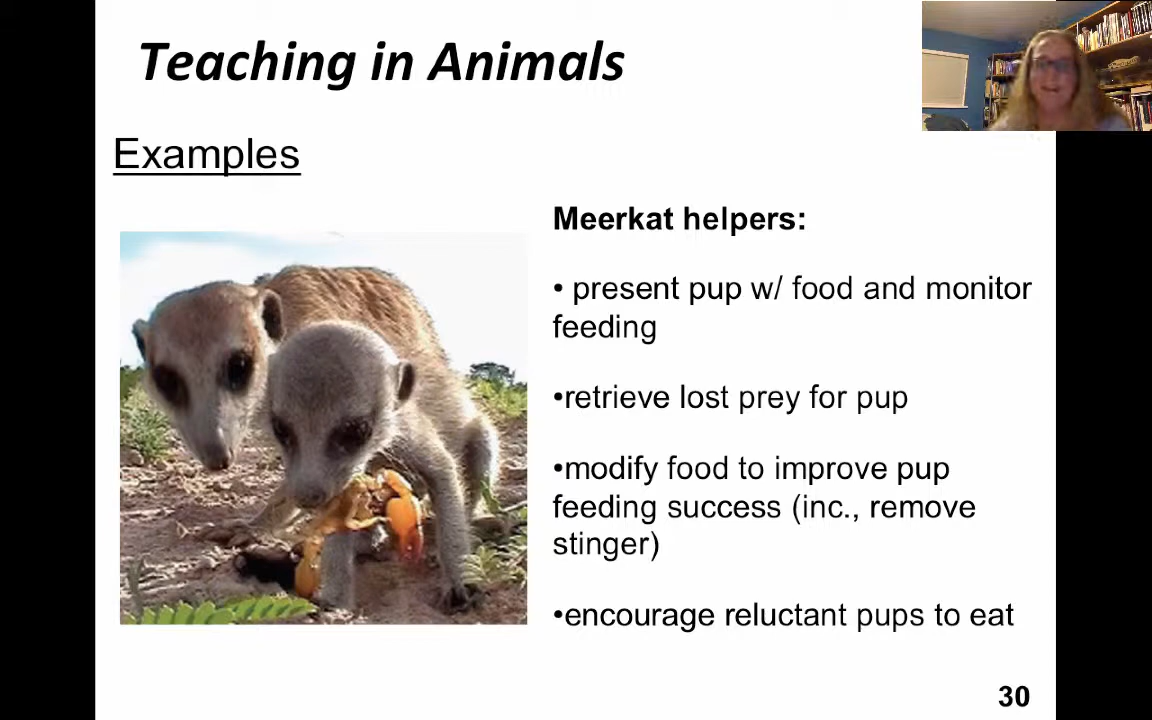 Teaching in Animals
Examples
Meerkat helpers:
• present pup w/ food and monitor
feeding
•retrieve lost prey for pup
•modify food to improve pup
feeding success (inc., remove
stinger)
•encourage reluctant pups to eat
30